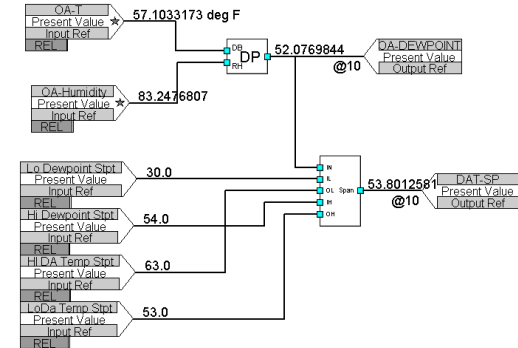 OA-T
Present Value
Input Ref
REL
57.1033173 deg F
DB
RH
DP
52.0769844
@10
OA-DEWPOINT
Present Value
Output Ref
OA-Humidity
Present Value
Input Ref
REL
83.2476807
Lo Dewpoint Stpt
Present Value
Input Ref
REL
30.0
Hi Dewpoint Stpt
Present Value
Input Ref
REL
54.0
HI DA Temp Stpt
Present Value
Input Ref
REL
63.0
LoDa Temp Stpt
Present Value
Input Ref
REL
53.0
IN
IL
OL
IH
OH
Span
53.8012581
@10
DAT-SP
Present Value
Output Ref